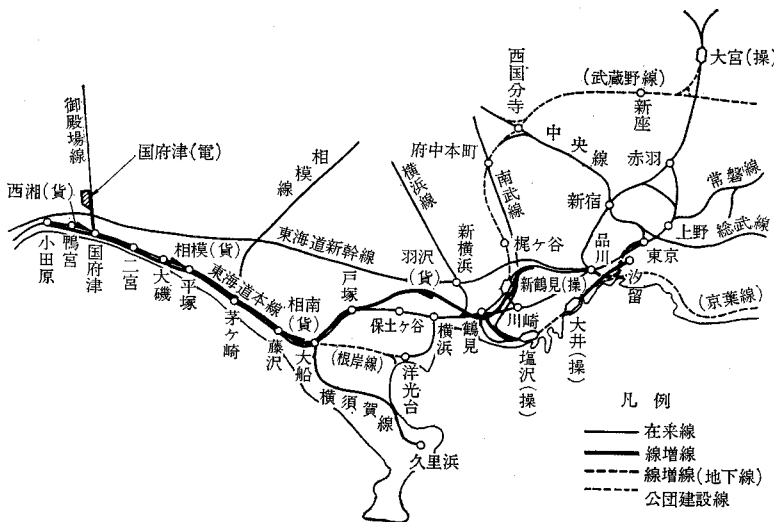 大宮(操)
(武蔵野線)
新座
西国分寺
中央線
府中本町
南武線
赤羽
常磐線
新宿
上野
総武線
東京
品川
汐留
(京葉線)
大井(操)
塩沢(操)
川崎
新鶴見(操)
梶ヶ谷
鶴見
新横浜
横浜線
羽沢(貨)
横浜
保土ヶ谷
戸塚
(根岸線)
洋光台
横須賀線
久里浜
相模線
東海道新幹線
東海道本線
御殿場線
国府津(電)
西湘(貨)
小田原
鴨宮
国府津
二宮
大磯
相模(貨)
平塚
茅ケ崎
藤沢
相南(貨)
大船
凡例
在来線
線増線
線増線(地下線)
公団建設線